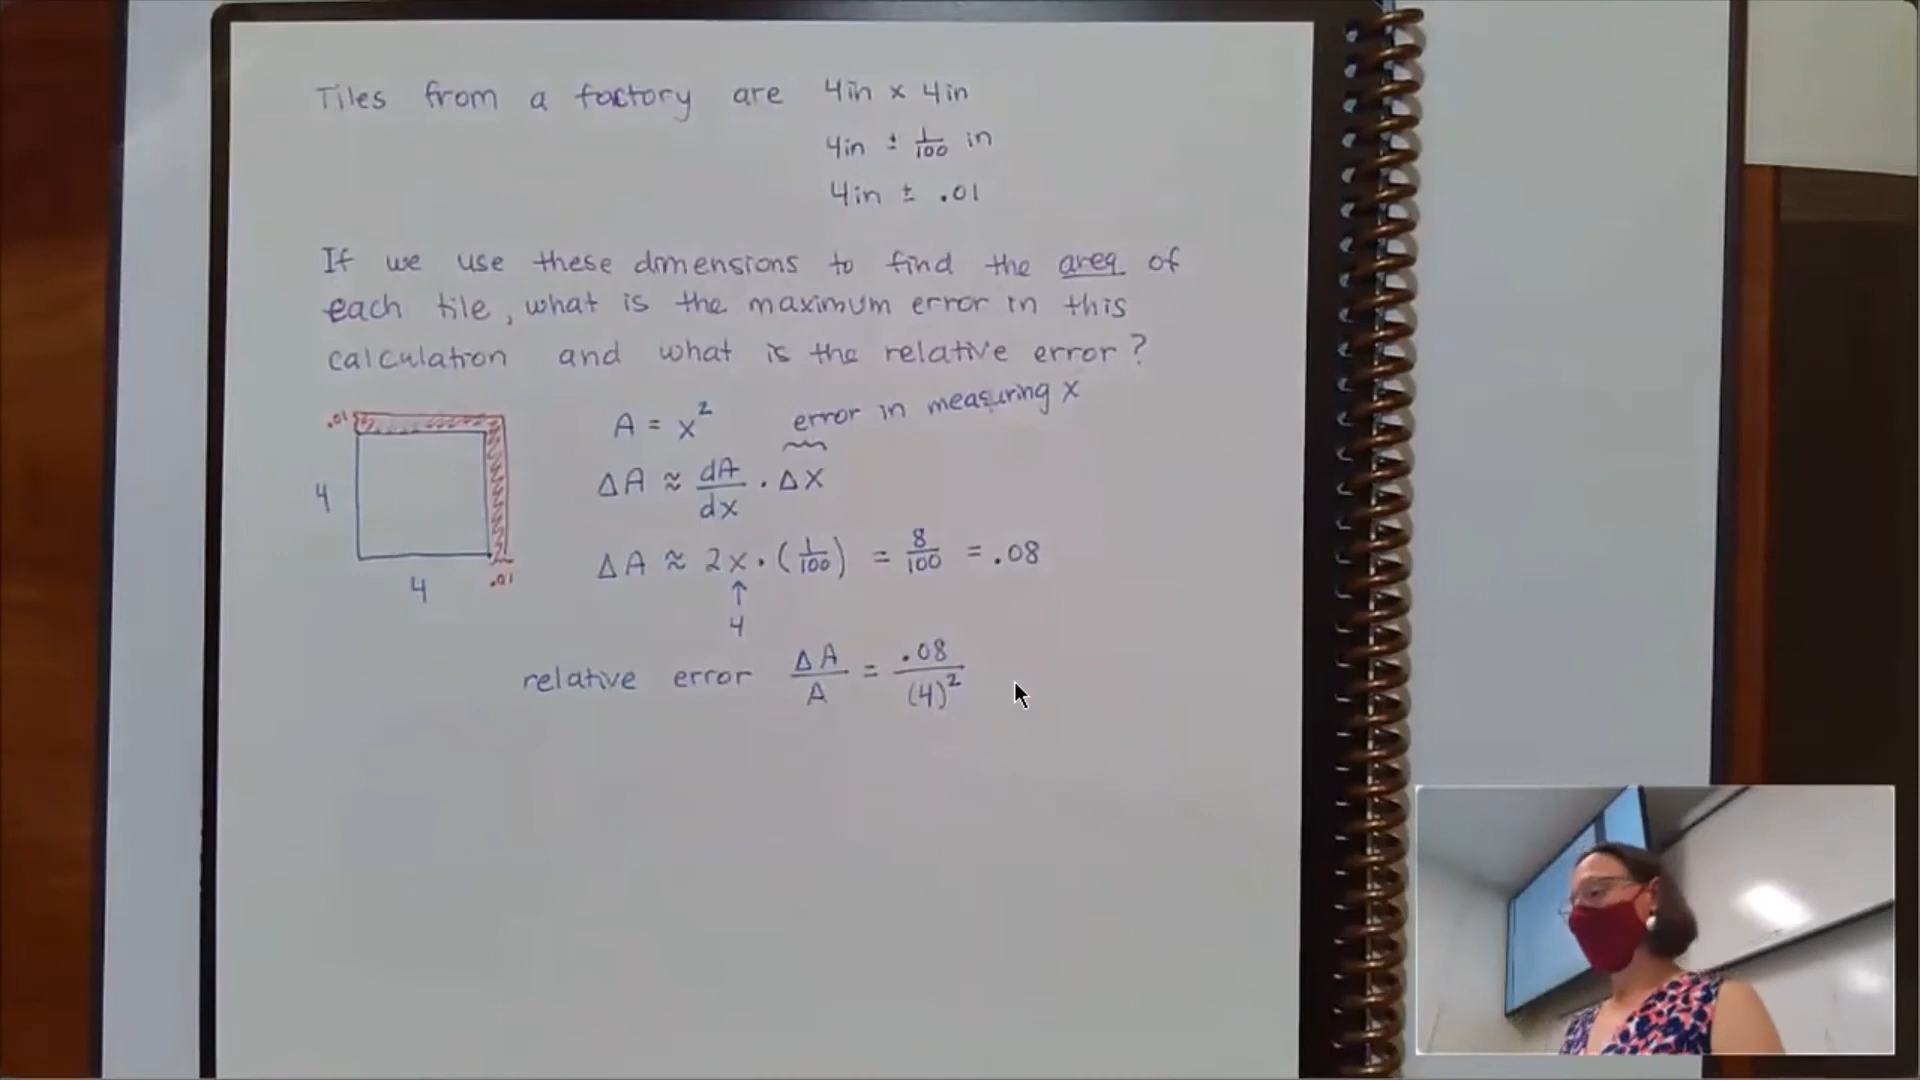 Tiles from a factory are 4in x 4in
4in ± 1/100 in
4in ± .01
If we use these dimensions to find the area of
each tile, what is the maximum error in this
calculation and what is the relative error?
error in measuring x
A = x²
.01
4
4
.01
ΔA ≈ dA/dx · Δx
ΔA ≈ 2x · (1/100) = 8/100 = .08
↑
4
relative error ΔA/A = .08/(4)²